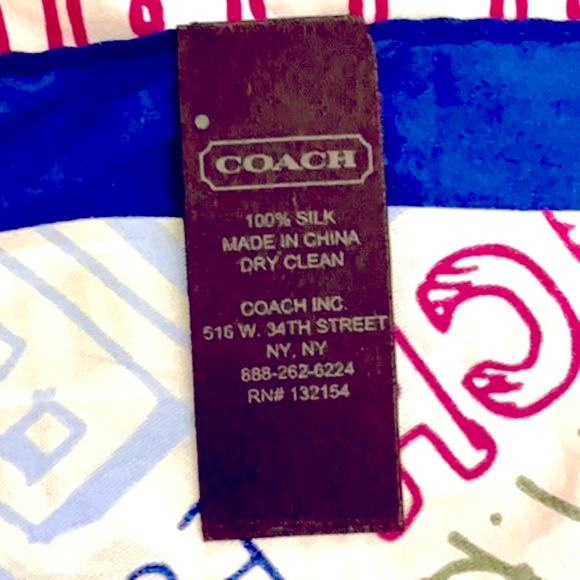 COACH
100% SILK
MADE IN CHINA
DRY CLEAN
COACH INC.
516 W. 34TH STREET
NY, NY
888-262-6224
RN# 132154